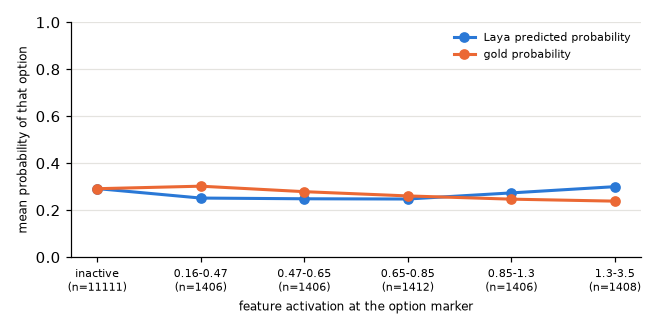 1.0
0.8
0.6
0.4
0.2
0.0
mean probability of that option
Laya predicted probability
gold probability
inactive
(n=11111)
0.16-0.47
(n=1406)
0.47-0.65
(n=1406)
0.65-0.85
(n=1412)
0.85-1.3
(n=1406)
1.3-3.5
(n=1408)
feature activation at the option marker